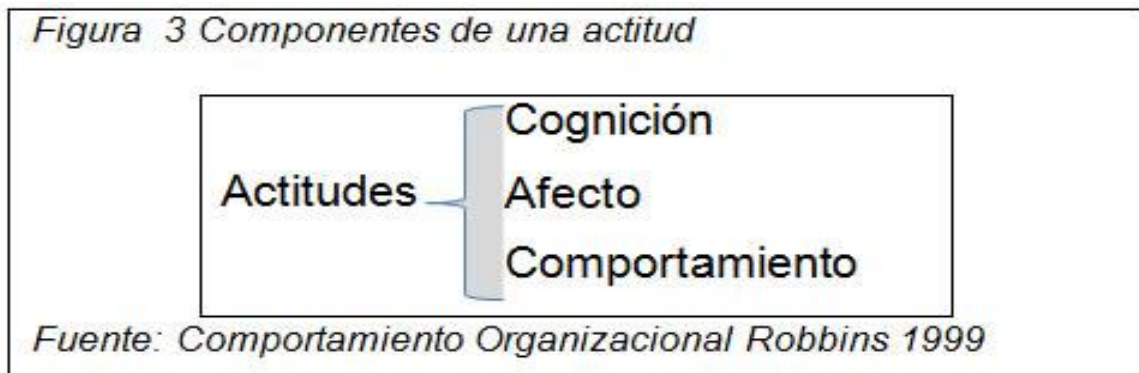 Figura 3 Componentes de una actitud
Cognición
Actitudes
Afecto
Comportamiento
Fuente: Comportamiento Organizacional Robbins 1999